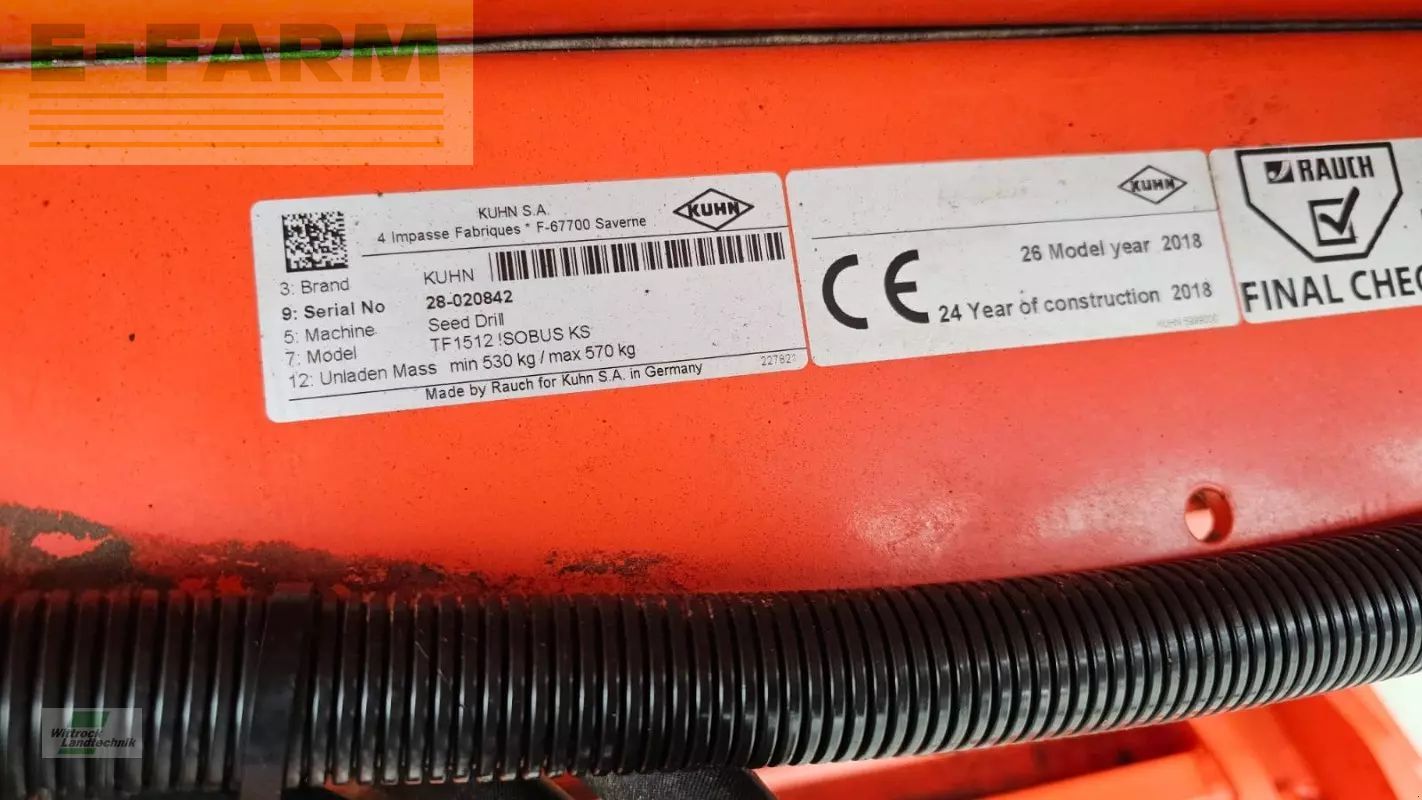 E-FARM
KUHN S.A.
4 Impasse Fabriques * F-67700 Saverne
KUHN
3: Brand KUHN
9: Serial No 28-020842
5: Machine Seed Drill
7: Model TF1512 !SOBUS KS
12: Unladen Mass min 530 kg / max 570 kg
Made by Rauch for Kuhn S.A. in Germany
227821
KUHN
CE
26 Model year 2018
24 Year of construction 2018
RAUCH
FINAL CHEC
Wittrock
Landtechnik